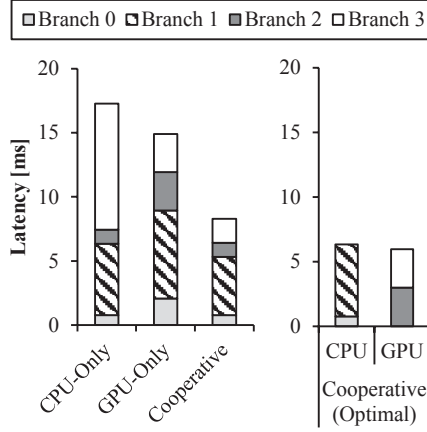 Branch 0 Branch 1 Branch 2 Branch 3
Latency [ms]
20
15
10
5
0
CPU-Only
GPU-Only
Cooperative
20
15
10
5
0
CPU GPU
Cooperative
(Optimal)